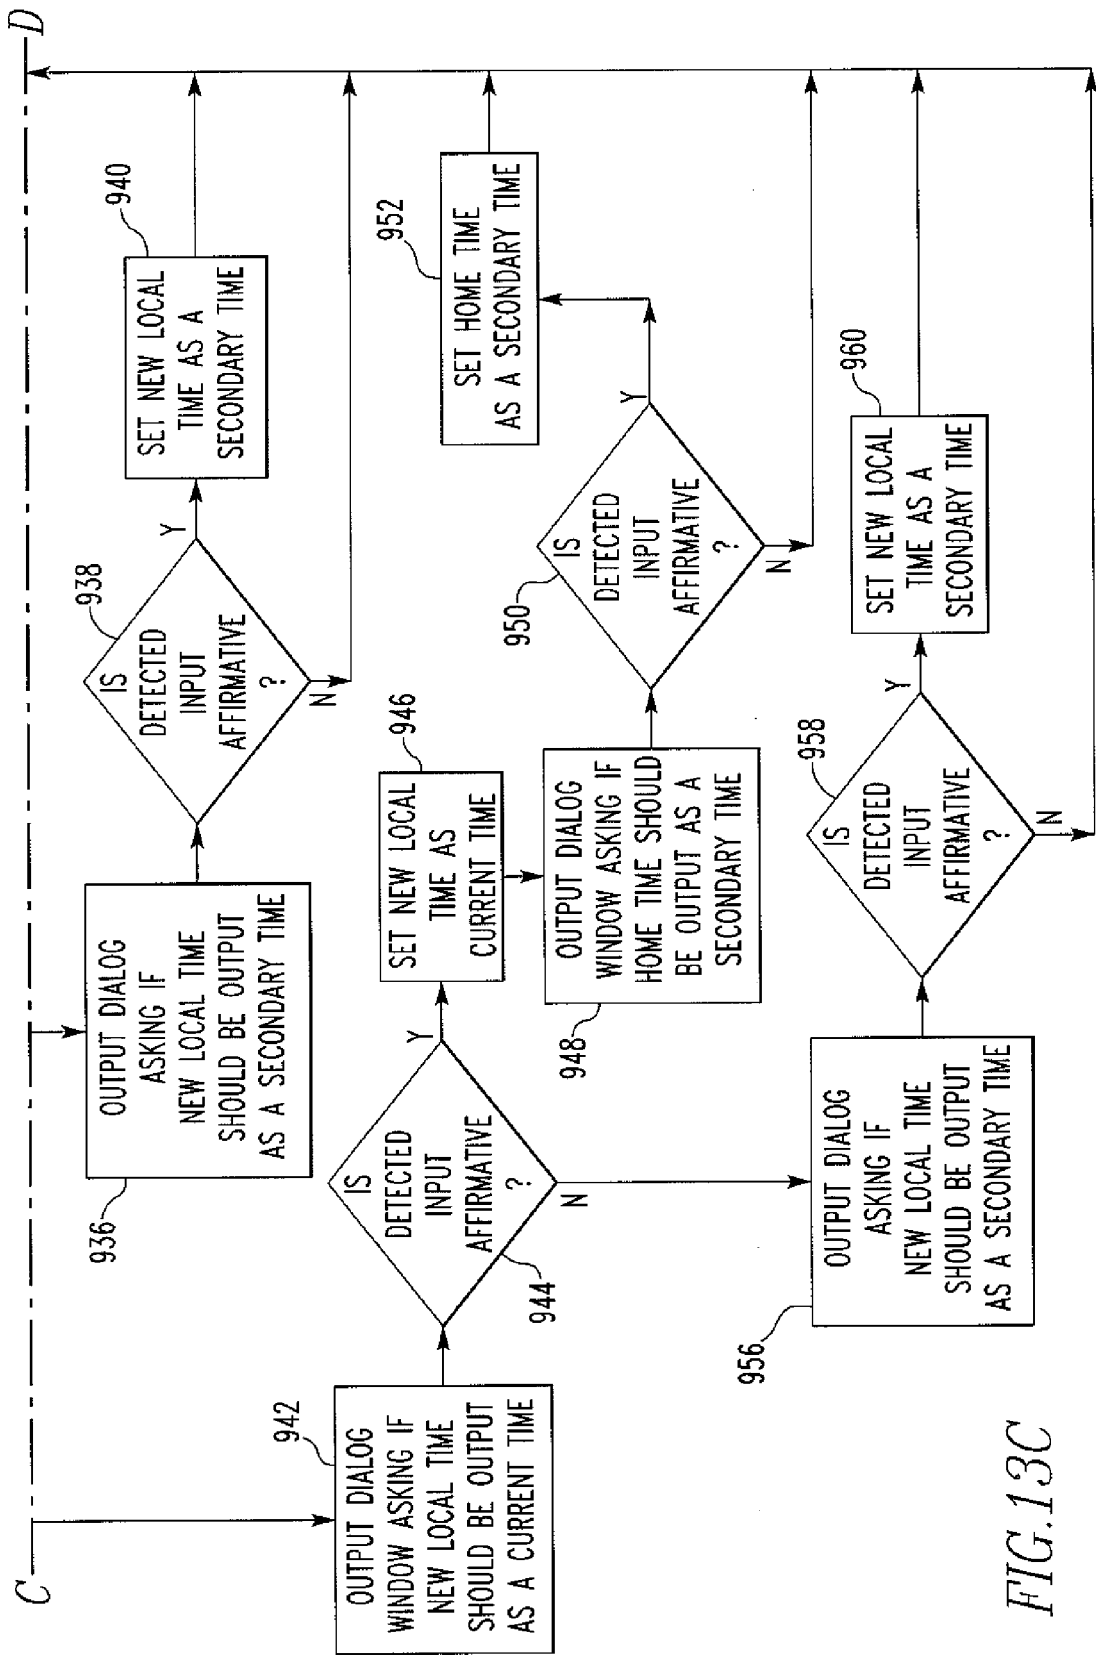 C
D
OUTPUT DIALOG
ASKING IF
NEW LOCAL TIME
SHOULD BE OUTPUT
AS A SECONDARY TIME
936
IS
DETECTED
INPUT
AFFIRMATIVE
?
938
Y
N
SET NEW LOCAL
TIME AS A
SECONDARY TIME
940
OUTPUT DIALOG
WINDOW ASKING IF
NEW LOCAL TIME
SHOULD BE OUTPUT
AS A CURRENT TIME
942
IS
DETECTED
INPUT
AFFIRMATIVE
?
944
Y
N
SET NEW LOCAL
TIME AS
CURRENT TIME
946
OUTPUT DIALOG
WINDOW ASKING IF
HOME TIME SHOULD
BE OUTPUT AS A
SECONDARY TIME
948
IS
DETECTED
INPUT
AFFIRMATIVE
?
950
Y
N
SET HOME TIME
AS A SECONDARY TIME
952
OUTPUT DIALOG
ASKING IF
NEW LOCAL TIME
SHOULD BE OUTPUT
AS A SECONDARY TIME
956
IS
DETECTED
INPUT
AFFIRMATIVE
?
958
Y
N
SET NEW LOCAL
TIME AS A
SECONDARY TIME
960
FIG.13C